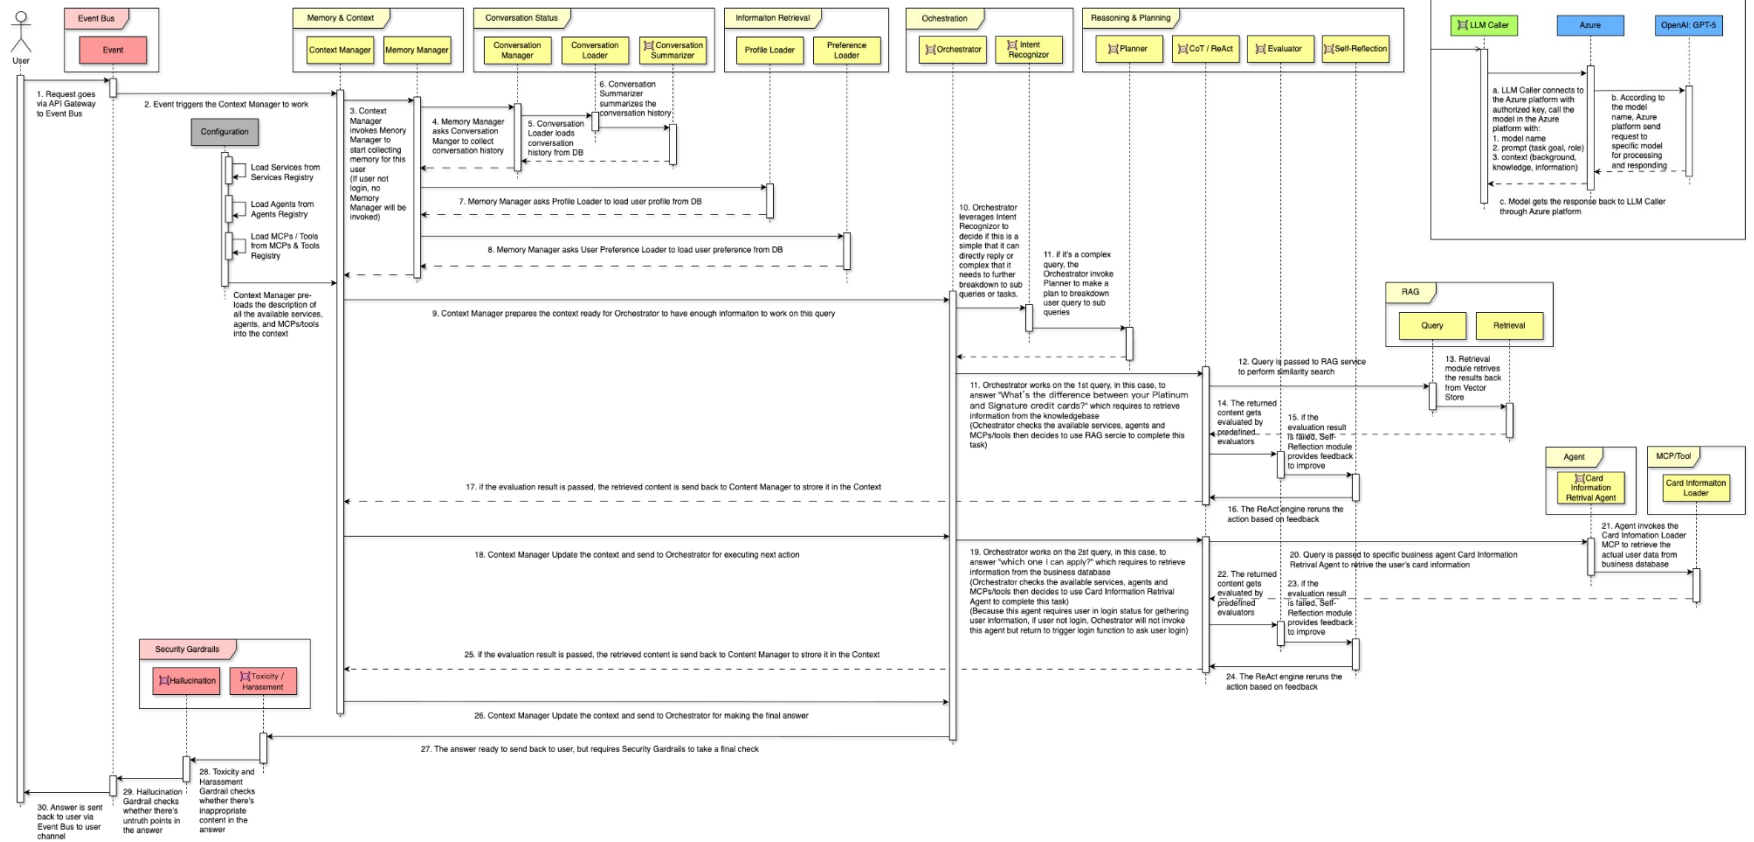 User
Event Bus
Event
Memory & Context
Context Manager
Memory Manager
Conversation Status
Conversation
Manager
Conversation
Loader
Conversation
Summarizer
Informaiton Retrieval
Profile Loader
Preference
Loader
Ochestration
Orchestrator
Intent
Recognizor
Reasoning & Planning
Planner
CoT / ReAct
Evaluator
Self-Reflection
LLM Caller
Azure
OpenAI: GPT-5
1. Request goes
via API Gateway
to Event Bus
2. Event triggers the Context Manager to work
Configuration
Load Services from
Services Registry
Load Agents from
Agents Registry
Load MCPs / Tools
from MCPs & Tools
Registry
Context Manager pre-
loads the description of
all the available services,
agents, and MCPs/tools
into the context
3. Context
Manager
invokes Menory
Manager to
start collecting
memory for this
user
(If user not
login, no
Memory
Manager will be
invoked)
4. Memory Manager
asks Conversation
Manger to collect
conversation history
5. Conversation
Loader loads
conversation
history from DB
6. Conversation
Summarizer
summarizes the
conversation history
7. Memory Manager asks Profile Loader to load user profile from DB
8. Memory Manager asks User Preference Loader to load user preference from DB
9. Context Manager prepares the context ready for Orchestrator to have enough informaiton to work on this query
10. Orchestrator
leverages Intent
Recognizor to
decide if this is a
simple that it can
directly reply or
complex that it
needs to further
breakdown to sub
queries or tasks.
11. if it's a complex
query, the
Orchestrator invoke
Planner to make a
plan to breakdown
user query to sub
queries
a. LLM Caller connects to
the Azure platform with
authorized key, call the
model in the Azure
platform with:
1. model name
2. prompt (task goal, role)
3. context (background,
knowledge, information)
b. According to
the model
name, Azure
platform send
request to
specific model
for processing
and responding
c. Model gets the response back to LLM Caller
through Azure platform
RAG
Query
Retrieval
11. Orchestrator works on the 1st query, in this case, to
answer "What's the difference between your Platinum
and Signature credit cards?" which requires to retrieve
information from the knowledgebase
(Ochestrator checks the available services, agents and
MCPs/tools then decides to use RAG sercie to complete this
task)
12. Query is passed to RAG service
to perform similarity search
13. Retrieval
module retrives
the results back
from Vector
Store
14. The returned
content gets
evaluated by
predefined
evaluators
15. if the
evaluation result
is failed, Self-
Reflection module
provides feedback
to improve
16. The ReAct engine reruns the
action based on feedback
17. if the evaluation result is passed, the retrieved content is send back to Content Manager to strore it in the Context
18. Context Manager Update the context and send to Orchestrator for executing next action
Agent
Card
Information
Retrival Agent
MCP/Tool
Card Informaiton
Loader
19. Orchestrator works on the 2st query, in this case, to
answer "which one I can apply?" which requires to retrieve
information from the business database
(Orchestrator checks the available services, agents and
MCPs/tools then decides to use Card Information Retrival
Agent to complete this task)
(Because this agent requires user in login status for gethering
user information, if user not login, Ochestrator will not invoke
this agent but return to trigger login function to ask user login)
20. Query is passed to specific business agent Card Information
Retrival Agent to retrive the user's card information
21. Agent invokes the
Card Infomation Loader
MCP to retrieve the
actual user data from
business database
22. The returned
content gets
evaluated by
predefined
evaluators
23. if the
evaluation result
is failed, Self-
Reflection module
provides feedback
to improve
24. The ReAct engine reruns the
action based on feedback
25. if the evaluation result is passed, the retrieved content is send back to Content Manager to strore it in the Context
26. Context Manager Update the context and send to Orchestrator for making the final answer
Security Gardrails
Hallucination
Toxicity /
Harassment
27. The answer ready to send back to user, but requires Security Gardrails to take a final check
28. Toxicity and
Harassment
Gardrail checks
whether there's
inappropriate
content in the
answer
29. Hallucination
Gardrail checks
whether there's
untruth points in
the answer
30. Answer is sent
back to user via
Event Bus to user
channel